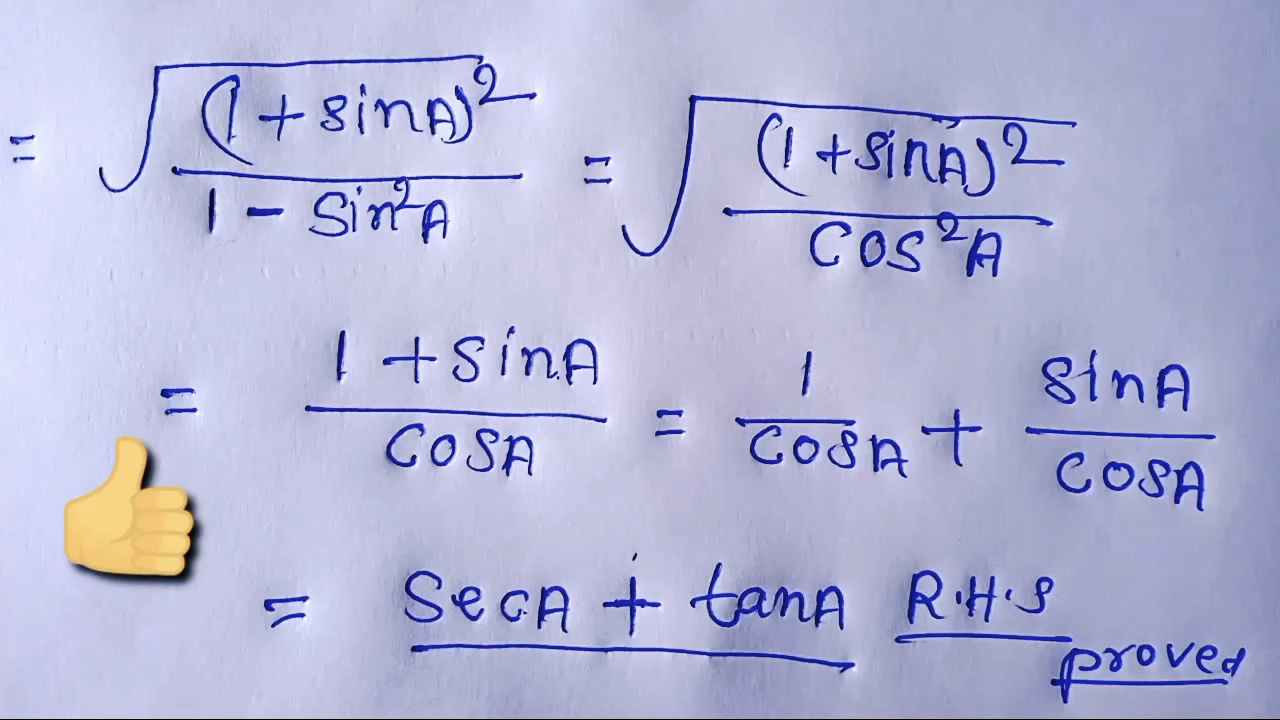 = √((1 + sinA)² / (1 - Sin²A)) = √((1 + sinA)² / (COS²A))
= (1 + sinA) / (COSA) = 1 / (COSA) + sinA / (COSA)
= SecA + tanA R.H.S
proved